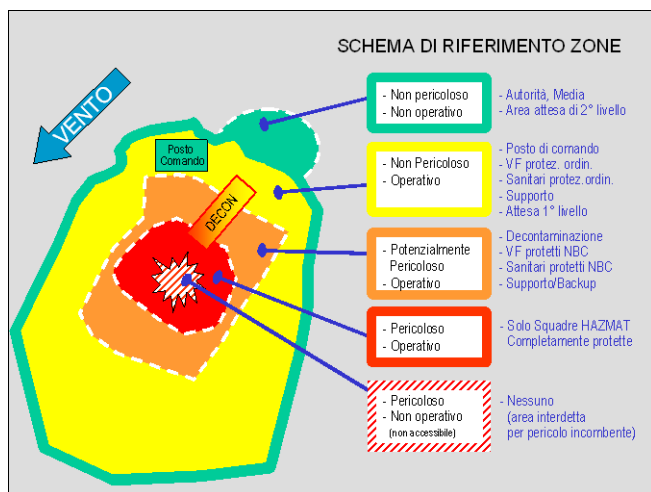 SCHEMA DI RIFERIMENTO ZONE
VENTO
Posto
Comando
DECON
- Non pericoloso
- Non operativo
- Autorità, Media
- Area attesa di 2° livello
- Non Pericoloso
- Operativo
- Posto di comando
- VF protez. ordin.
- Sanitari protez.ordin.
- Supporto
- Attesa 1° livello
- Potenzialmente
Pericoloso
- Operativo
- Decontaminazione
- VF protetti NBC
- Sanitari protetti NBC
- Supporto/Backup
- Pericoloso
- Operativo
- Solo Squadre HAZMAT
Completamente protette
- Pericoloso
- Non operativo
(non accessibile)
- Nessuno
(area interdetta
per pericolo incombente)